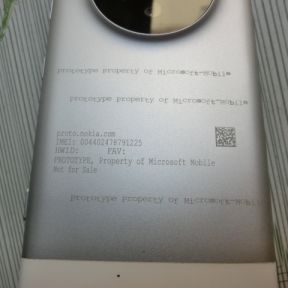 prototype property of Microsoft-Mobile
prototype property of Microsoft-Mobile
proto.nokia.com
IMEI: 004402478791225
HWID: FAV:
PROTOTYPE, Property of Microsoft Mobile
Not for Sale
prototype property of Microsoft-Mobile